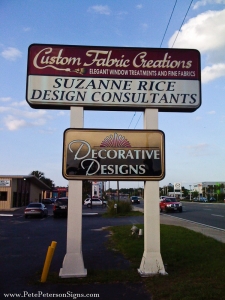 Custom Fabric Creations
ELEGANT WINDOW TREATMENTS AND FINE FABRICS
SUZANNE RICE
DESIGN CONSULTANTS
DECORATIVE
DESIGNS
www.PetePetersonSigns.com